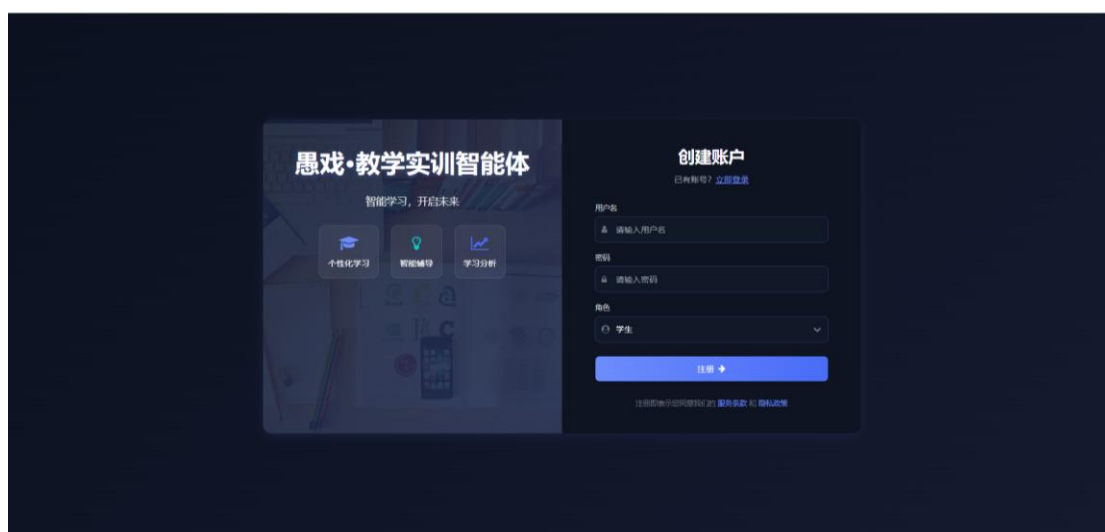 愚戏·教学实训智能体
智能学习，开启未来
个性化学习
智能辅导
学习分析
创建账户
已有账号？ 立即登录
用户名
请输入用户名
密码
请输入密码
角色
学生
注册 →
注册即表示您同意我们的 服务条款 和 隐私政策